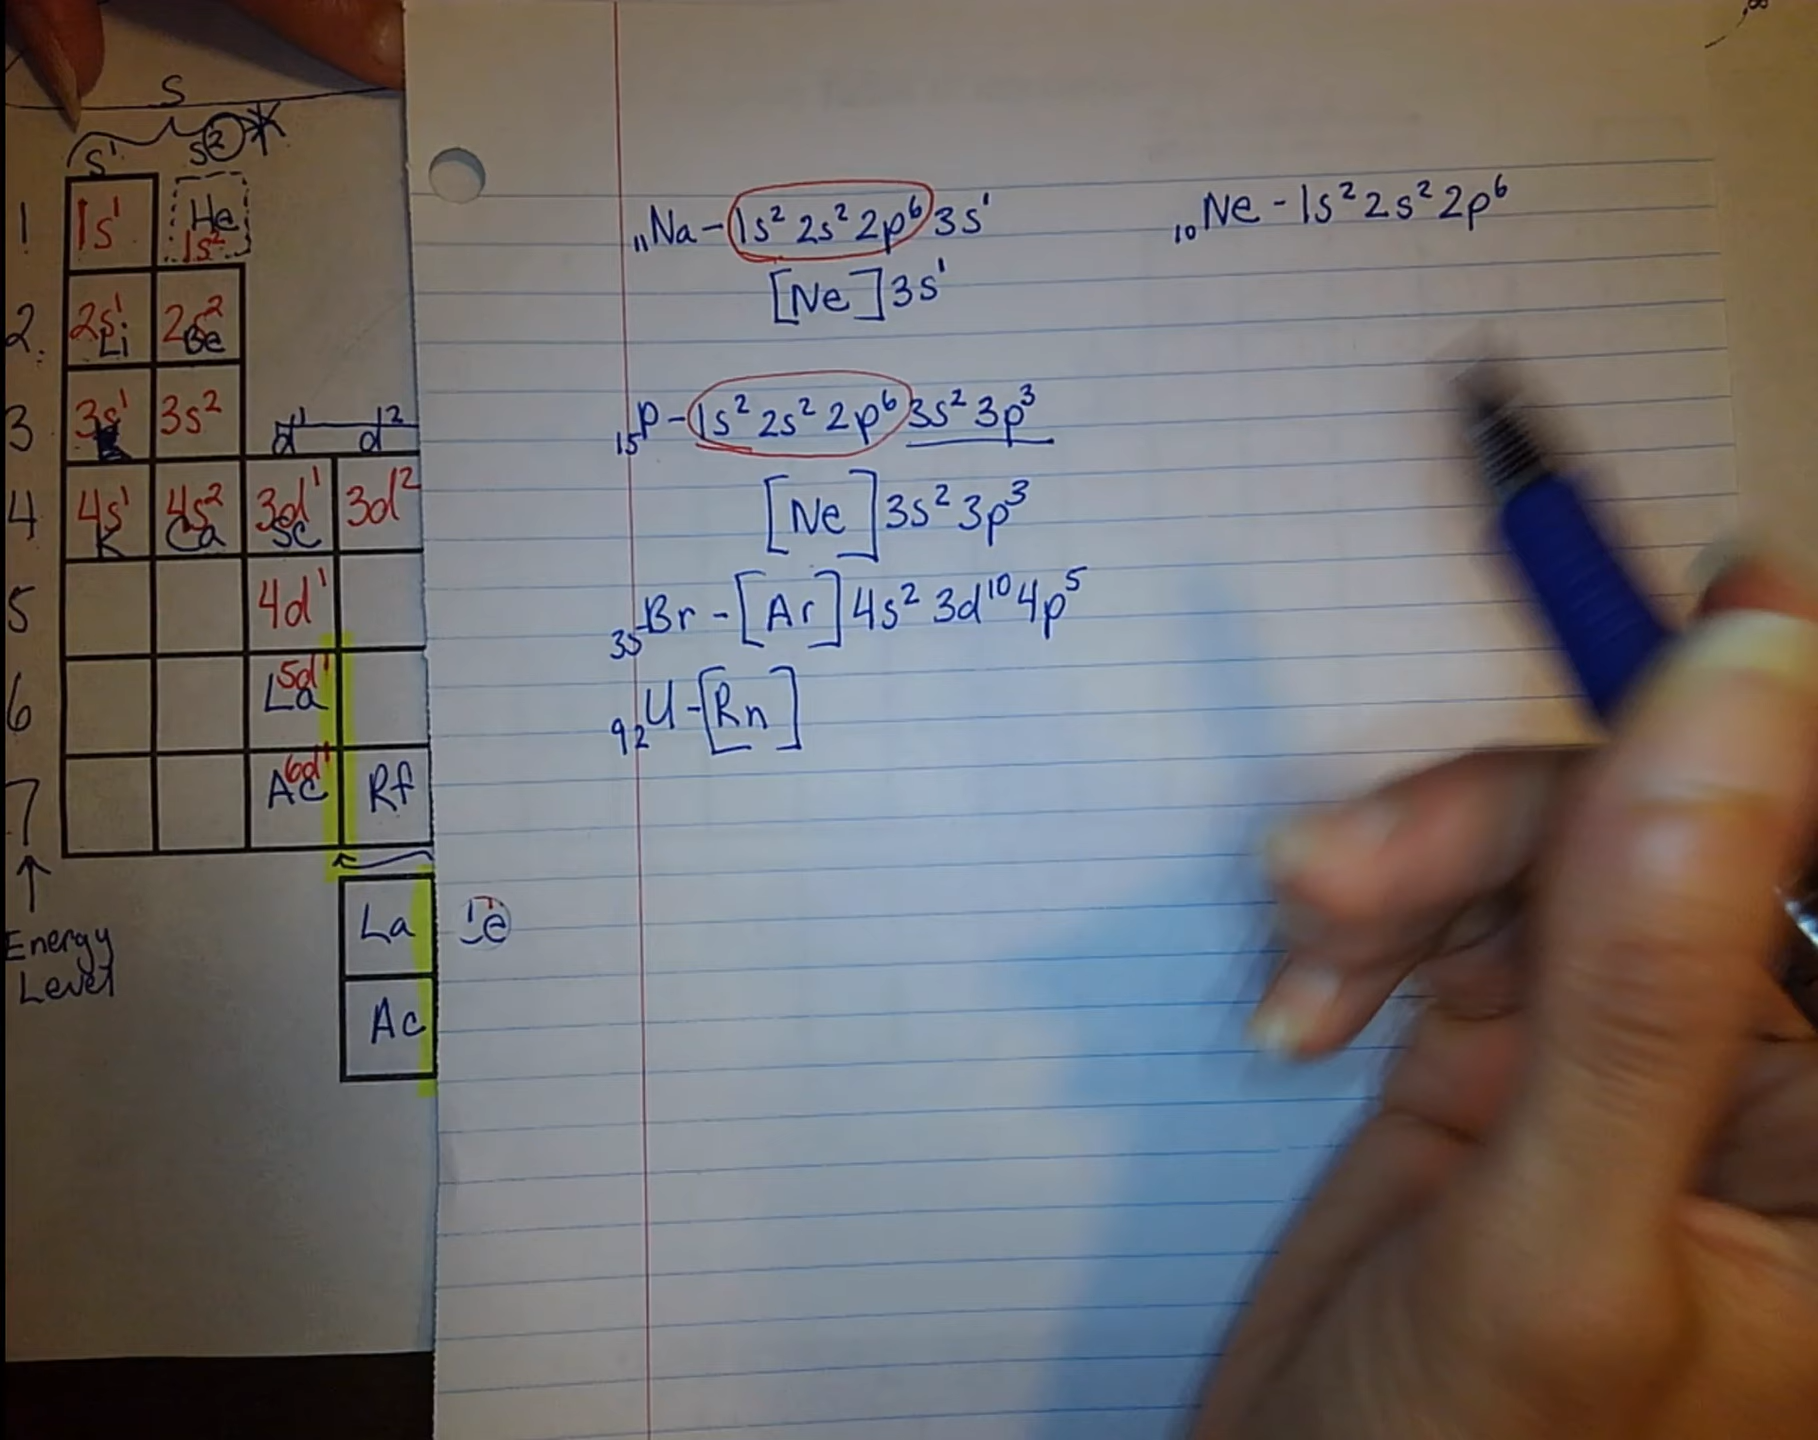 S
s¹ s²*
1 1s¹ He 1s²
2. 2s¹ Li 2s² Be
3 3s¹ 3s² d¹ d²
4 4s¹ K 4s² Ca 3d¹ Sc 3d²
5 4d¹
6 5d¹ La
7 6d¹ Ac Rf
La
Ac
↑
Energy
Level
₁₁Na - 1s² 2s² 2p⁶ 3s¹
[Ne] 3s¹
₁₅P - 1s² 2s² 2p⁶ 3s² 3p³
[Ne] 3s² 3p³
₃₅Br - [Ar] 4s² 3d¹⁰ 4p⁵
₉₂U - [Rn]
₁₀Ne - 1s² 2s² 2p⁶